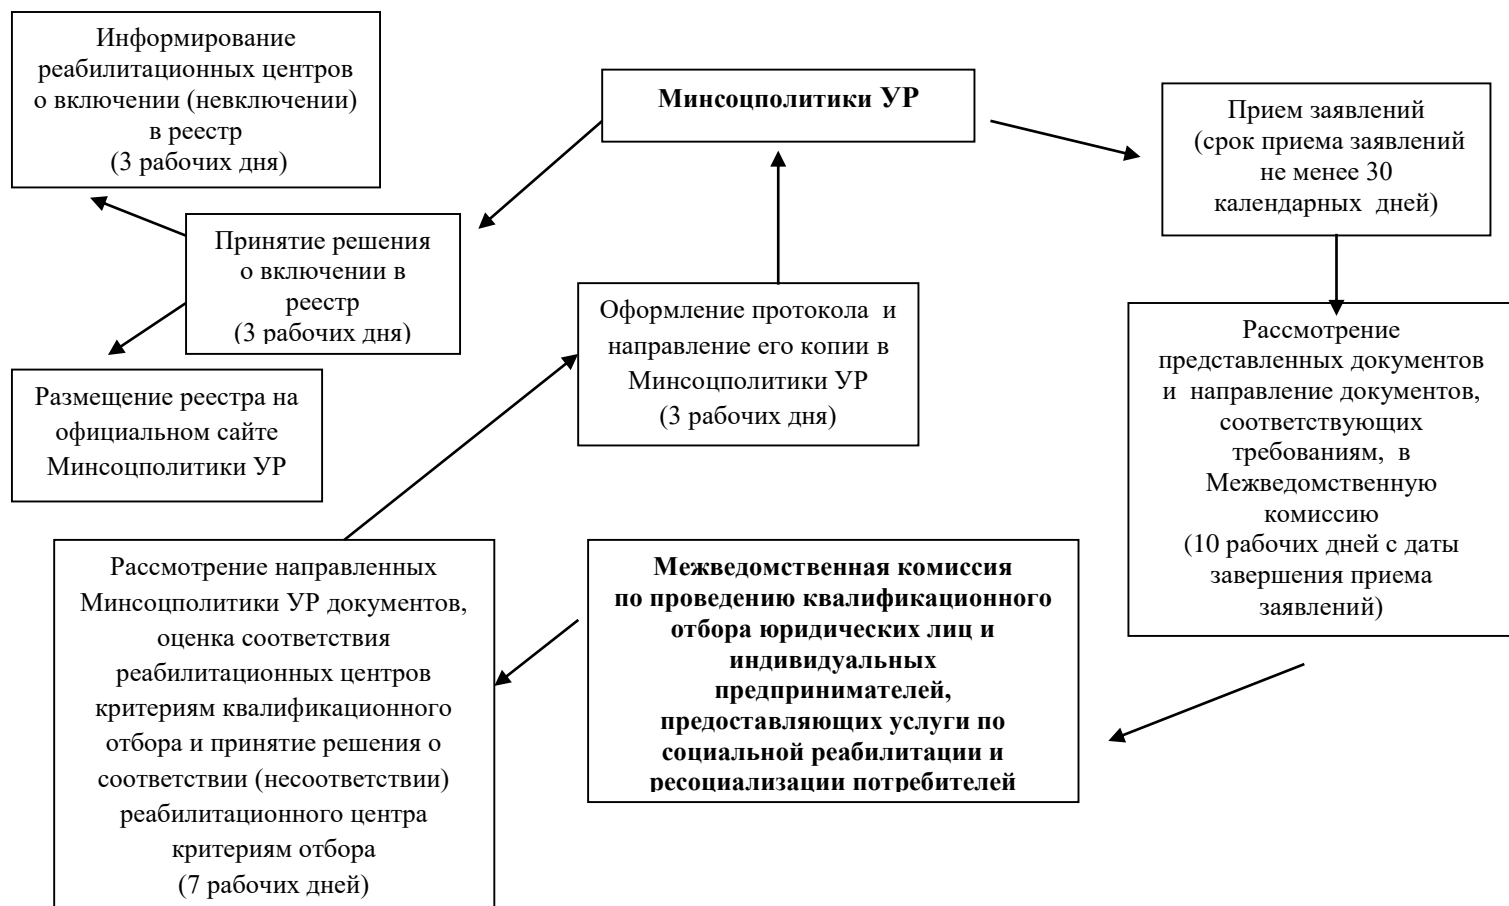 Информирование
реабилитационных центров
о включении (невключении)
в реестр
(3 рабочих дня)
Минсоцполитики УР
Прием заявлений
(срок приема заявлений
не менее 30
календарных дней)
Принятие решения
о включении в
реестр
(3 рабочих дня)
Оформление протокола и
направление его копии в
Минсоцполитики УР
(3 рабочих дня)
Рассмотрение
представленных документов
и направление документов,
соответствующих
требованиям, в
Межведомственную
комиссию
(10 рабочих дней с даты
завершения приема
заявлений)
Размещение реестра на
официальном сайте
Минсоцполитики УР
Рассмотрение направленных
Минсоцполитики УР документов,
оценка соответствия
реабилитационных центров
критериям квалификационного
отбора и принятие решения о
соответствии (несоответствии)
реабилитационного центра
критериям отбора
(7 рабочих дней)
Межведомственная комиссия
по проведению квалификационного
отбора юридических лиц и
индивидуальных
предпринимателей,
предоставляющих услуги по
социальной реабилитации и
ресоциализации потребителей